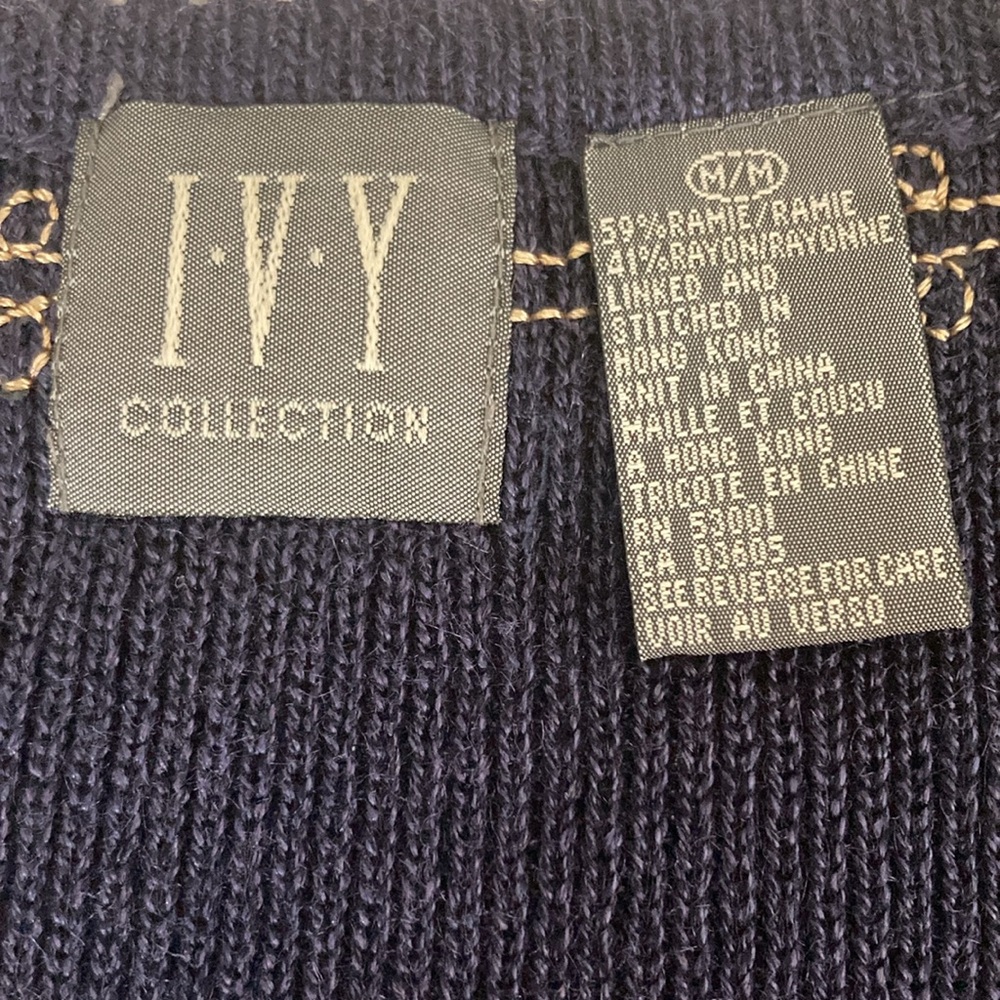 I·V·Y
COLLECTION
M/M
59% RAMIE/RAMIE
41% RAYON/RAYONNE
LINKED AND
STITCHED IN
HONG KONG
KNIT IN CHINA
MAILLE ET COUSU
A HONG KONG
TRICOTE EN CHINE
RN 53001
CA 03605
SEE REVERSE FOR CARE
VOIR AU VERSO